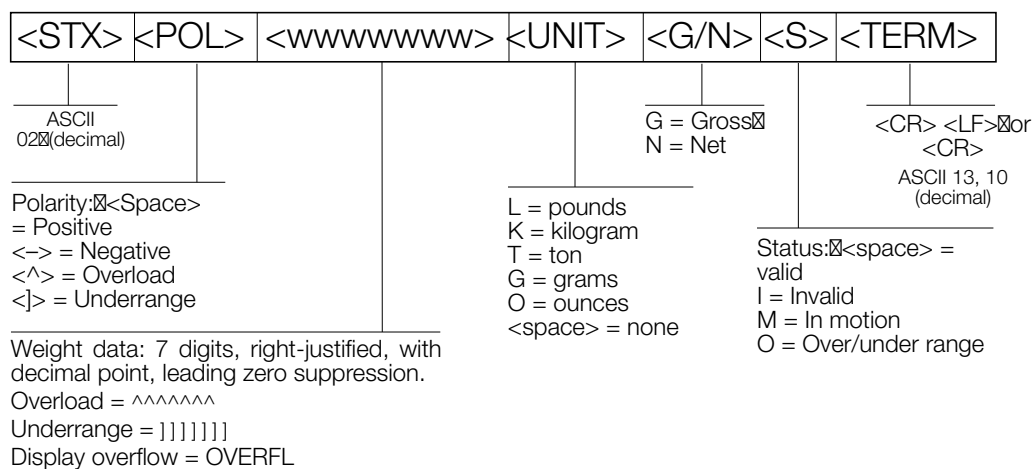 <STX> <POL> <wwwwwww> <UNIT> <G/N> <S> <TERM>
ASCII
02(decimal)
Polarity:<Space>
= Positive
<–> = Negative
<^> = Overload
<]> = Underrange
Weight data: 7 digits, right-justified, with
decimal point, leading zero suppression.
Overload = ^^^^^^^
Underrange = ]]]]]]]
Display overflow = OVERFL
L = pounds
K = kilogram
T = ton
G = grams
O = ounces
<space> = none
G = Gross
N = Net
Status:<space> =
valid
I = Invalid
M = In motion
O = Over/under range
<CR> <LF>or
<CR>
ASCII 13, 10
(decimal)